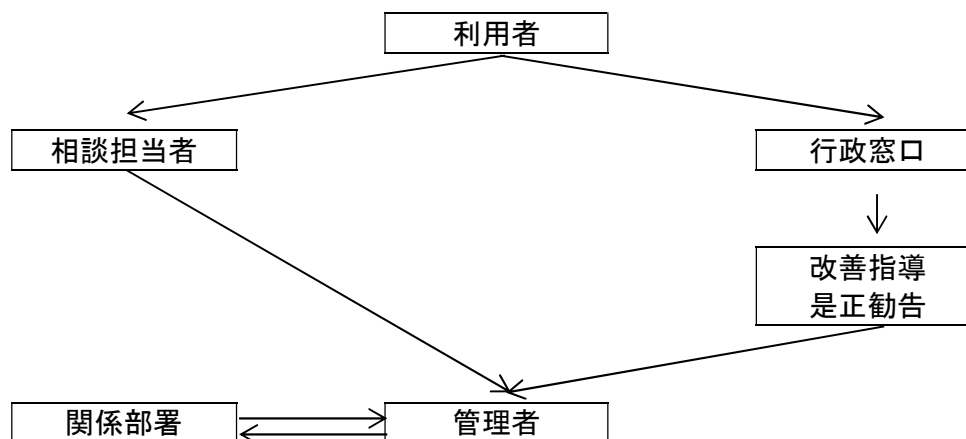 利用者
相談担当者
行政窓口
改善指導
是正勧告
関係部署
管理者